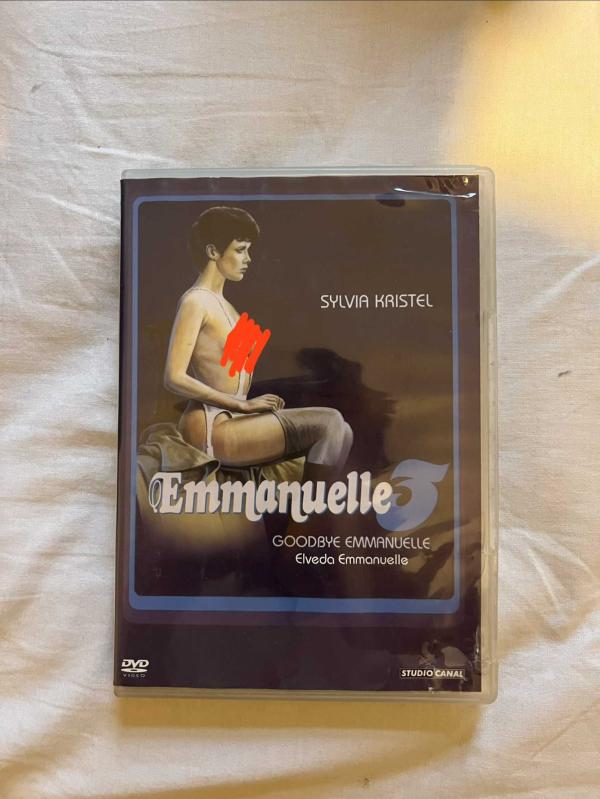 SYLVIA KRISTEL
Emmanuelle 3
GOODBYE EMMANUELLE
Elveda Emmanuelle
DVD
VIDEO
STUDIO CANAL